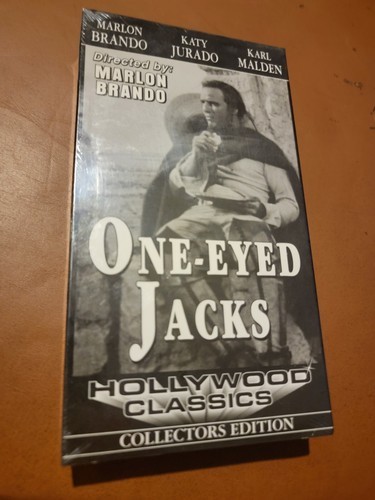 MARLON BRANDO
KATY JURADO
KARL MALDEN
Directed by:
MARLON
BRANDO
ONE-EYED
JACKS
HOLLYWOOD
CLASSICS
COLLECTORS EDITION